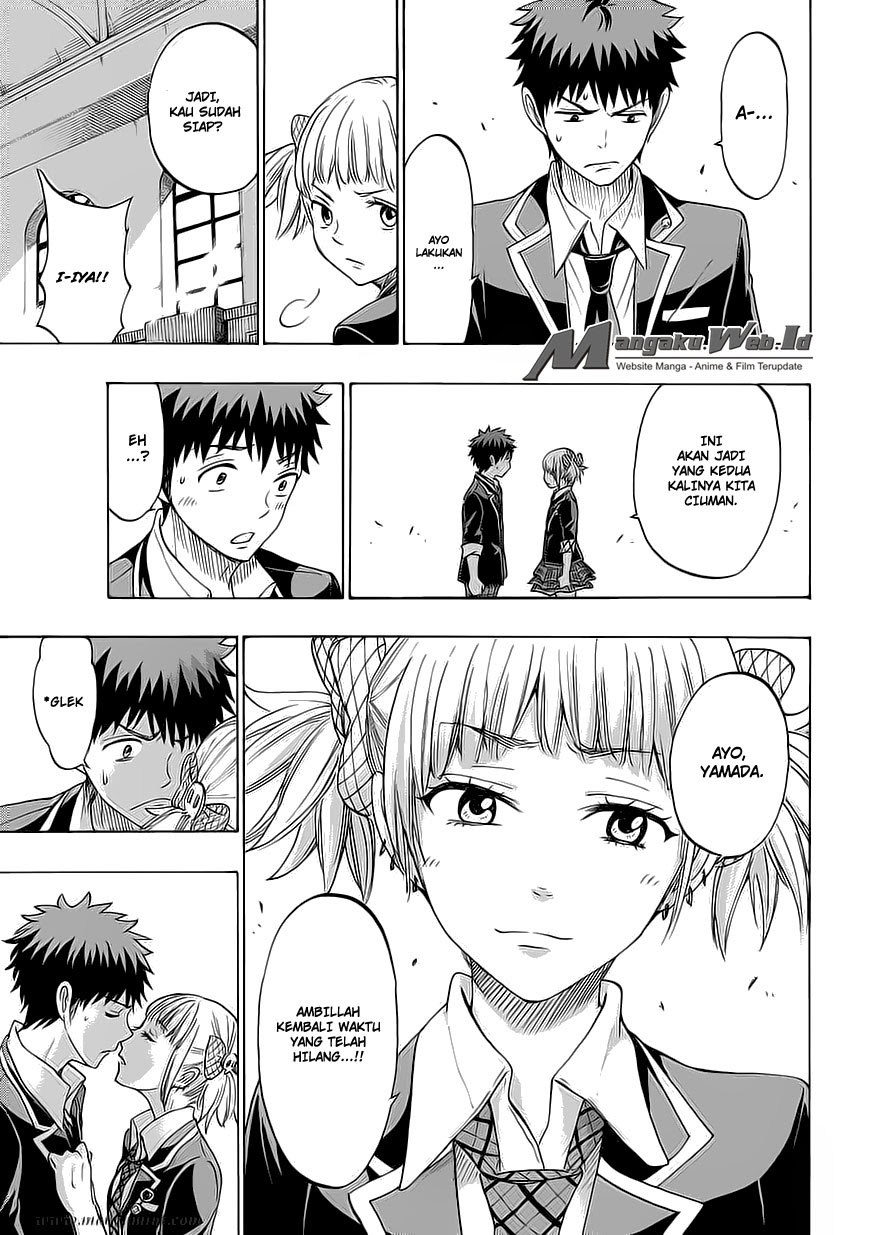 A-...
AYO
LAKUKAN
...
JADI,
KAU SUDAH
SIAP?
I-IYA!!
Mangaku.Web.Id
Website Manga - Anime & Film Terupdate
INI
AKAN JADI
YANG KEDUA
KALINYA KITA
CIUMAN.
EH
...?
AYO,
YAMADA.
AMBILLAH
KEMBALI WAKTU
YANG TELAH
HILANG...!!
*GLEK